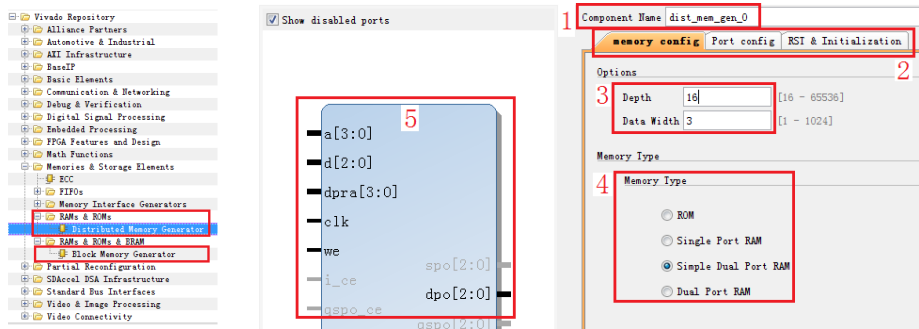 Vivado Repository
Alliance Partners
Automotive & Industrial
AXI Infrastructure
BaseIP
Basic Elements
Communication & Networking
Debug & Verification
Digital Signal Processing
Embedded Processing
FPGA Features and Design
Math Functions
Memories & Storage Elements
ECC
FIFOs
Memory Interface Generators
RAMs & ROMs
Distributed Memory Generator
RAMs & ROMs & BRAM
Block Memory Generator
Partial Reconfiguration
SDAccel DSA Infrastructure
Standard Bus Interfaces
Video & Image Processing
Video Connectivity
Show disabled ports
5
a[3:0]
d[2:0]
dpra[3:0]
clk
we
spo[2:0]
i_ce
dpo[2:0]
qspo_ce
qspo[2:0]
1
Component Name dist_mem_gen_0
memory config Port config RST & Initialization
2
Options
3
Depth 16 [16 - 65536]
Data Width 3 [1 - 1024]
Memory Type
4
Memory Type
ROM
Single Port RAM
Simple Dual Port RAM
Dual Port RAM